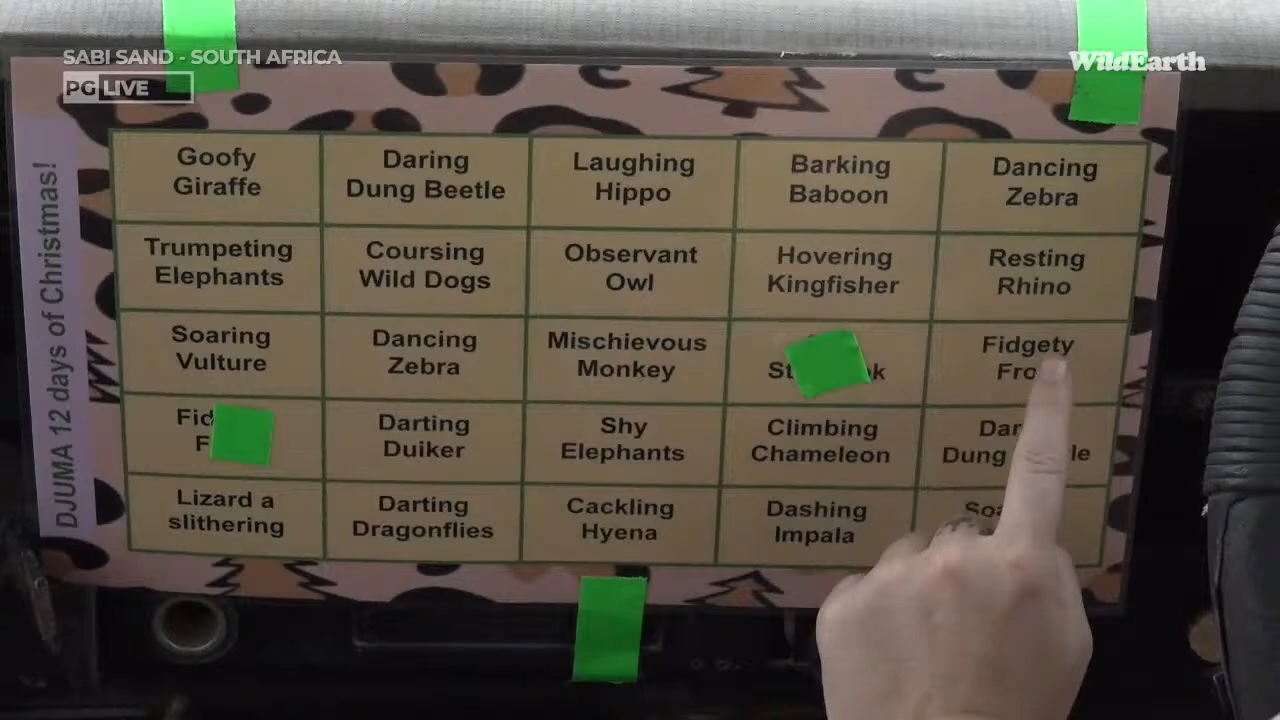 SABI SAND - SOUTH AFRICA
PG LIVE
WildEarth
DJUMA 12 days of Christmas!
Goofy
Giraffe
Daring
Dung Beetle
Laughing
Hippo
Barking
Baboon
Dancing
Zebra
Trumpeting
Elephants
Coursing
Wild Dogs
Observant
Owl
Hovering
Kingfisher
Resting
Rhino
Soaring
Vulture
Dancing
Zebra
Mischievous
Monkey
Fidgety
Darting
Duiker
Shy
Elephants
Climbing
Chameleon
Dung
Lizard a
slithering
Darting
Dragonflies
Cackling
Hyena
Dashing
Impala